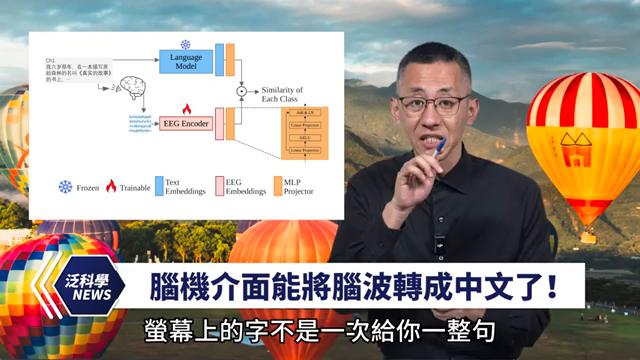 Ch1
我六岁那年，在一本描写原
始森林的名叫《真实的故事》
的书上，…
Language
Model
Similarity of
Each Class
EEG Encoder
Add & LN
Linear Projection
GELU
Linear Projection
Frozen
Trainable
Text
Embeddings
EEG
Embeddings
MLP
Projector
泛科學
NEWS
腦機介面能將腦波轉成中文了！
螢幕上的字不是一次給你一整句